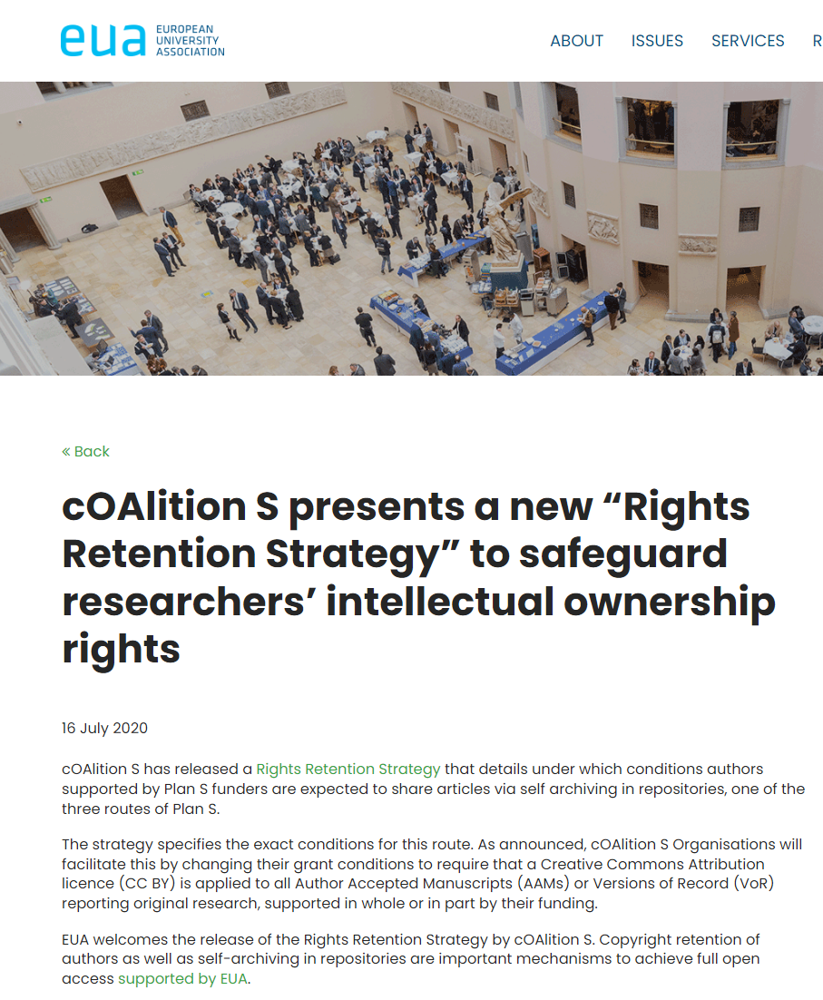 eua EUROPEAN
UNIVERSITY
ASSOCIATION
ABOUT ISSUES SERVICES R
« Back
cOAlition S presents a new “Rights
Retention Strategy” to safeguard
researchers’ intellectual ownership
rights
16 July 2020
cOAlition S has released a Rights Retention Strategy that details under which conditions authors
supported by Plan S funders are expected to share articles via self archiving in repositories, one of the
three routes of Plan S.
The strategy specifies the exact conditions for this route. As announced, cOAlition S Organisations will
facilitate this by changing their grant conditions to require that a Creative Commons Attribution
licence (CC BY) is applied to all Author Accepted Manuscripts (AAMs) or Versions of Record (VoR)
reporting original research, supported in whole or in part by their funding.
EUA welcomes the release of the Rights Retention Strategy by cOAlition S. Copyright retention of
authors as well as self-archiving in repositories are important mechanisms to achieve full open
access supported by EUA.